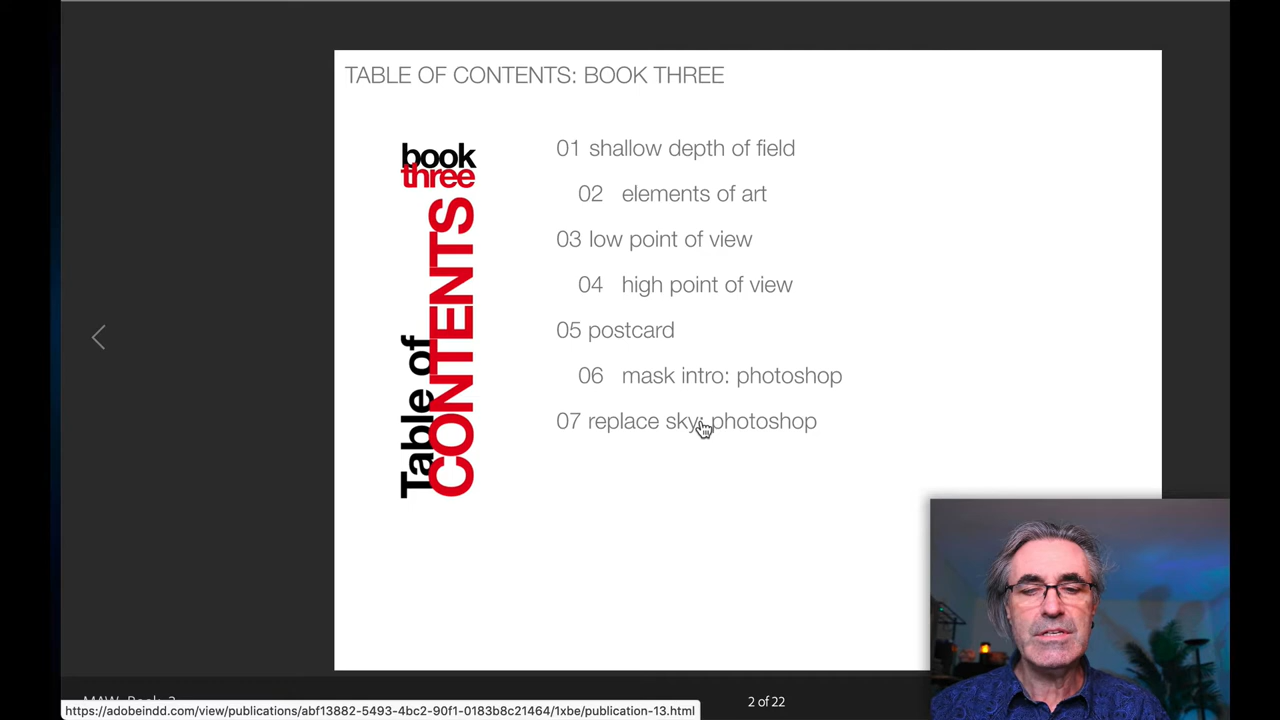 TABLE OF CONTENTS: BOOK THREE
book
three
Table of
CONTENTS
01 shallow depth of field
02 elements of art
03 low point of view
04 high point of view
05 postcard
06 mask intro: photoshop
07 replace sky: photoshop
2 of 22
https://adobeindd.com/view/publications/abf13882-5493-4bc2-90f1-0183b8c21464/1xbe/publication-13.html